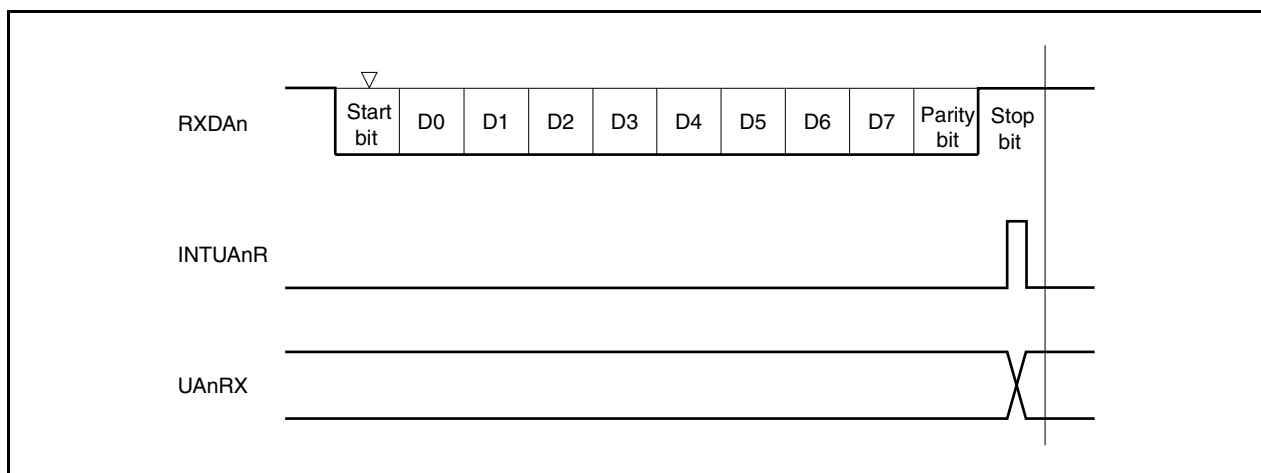 RXDAn
Start
bit
D0
D1
D2
D3
D4
D5
D6
D7
Parity
bit
Stop
bit
INTUAnR
UAnRX